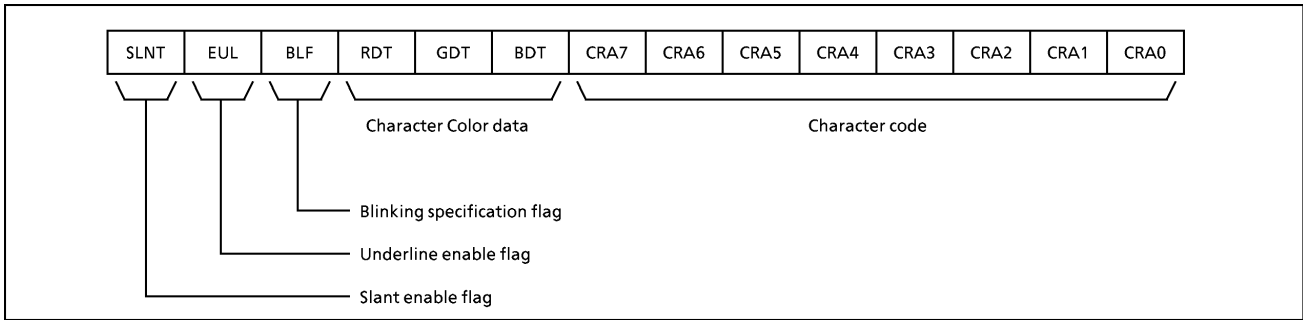 SLNT EUL BLF RDT GDT BDT CRA7 CRA6 CRA5 CRA4 CRA3 CRA2 CRA1 CRA0
Character Color data Character code
Blinking specification flag
Underline enable flag
Slant enable flag